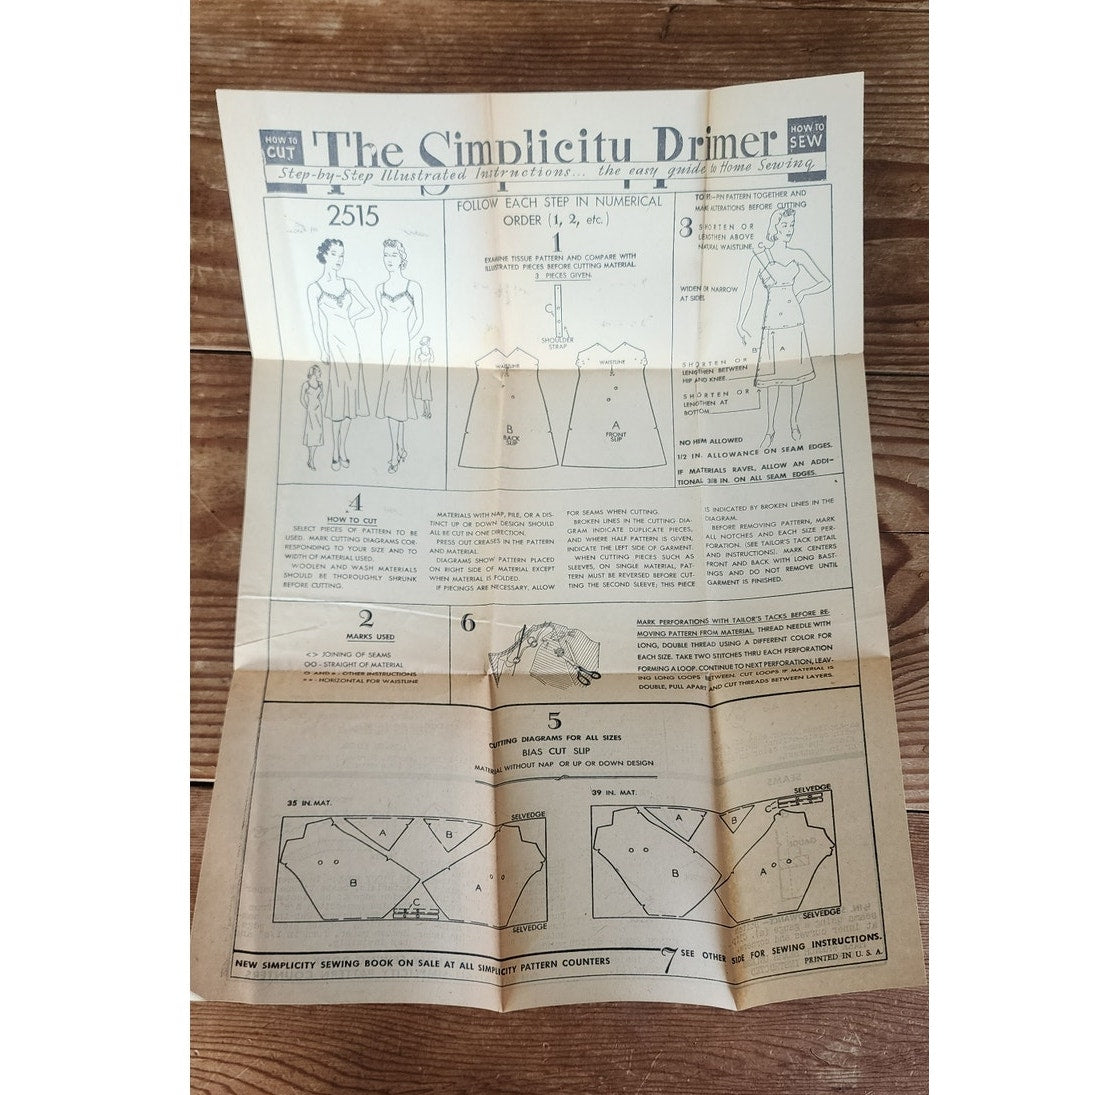 HOW TO
CUT
The Simplicity Primer
HOW TO
SEW
Step-by-Step Illustrated Instructions... the easy guide to Home Sewing
2515
FOLLOW EACH STEP IN NUMERICAL
ORDER (1, 2, etc.)
1
EXAMINE TISSUE PATTERN AND COMPARE WITH
ILLUSTRATED PIECES BEFORE CUTTING MATERIAL
3 PIECES GIVEN.
C
SHOULDER
STRAP
WAISTLINE
B
BACK
SLIP
WAISTLINE
A
FRONT
SLIP
3
TO FIT-PIN PATTERN TOGETHER AND
MAKE ALTERATIONS BEFORE CUTTING
SHORTEN OR
LENGTHEN ABOVE
NATURAL WAISTLINE.
C
WIDEN OR NARROW
AT SIDES
B
A
SHORTEN OR
LENGTHEN BETWEEN
HIP AND KNEE
SHORTEN OR
LENGTHEN AT
BOTTOM
NO HEM ALLOWED
1/2 IN. ALLOWANCE ON SEAM EDGES.
IF MATERIALS RAVEL, ALLOW AN ADDI-
TIONAL 3/8 IN. ON ALL SEAM EDGES.
4
HOW TO CUT
SELECT PIECES OF PATTERN TO BE
USED. MARK CUTTING DIAGRAMS COR-
RESPONDING TO YOUR SIZE AND TO
WIDTH OF MATERIAL USED.
WOOLEN AND WASH MATERIALS
SHOULD BE THOROUGHLY SHRUNK
BEFORE CUTTING.
MATERIALS WITH NAP, PILE, OR A DIS-
TINCT UP OR DOWN DESIGN SHOULD
ALL BE CUT IN ONE DIRECTION.
PRESS OUT CREASES IN THE PATTERN
AND MATERIAL.
DIAGRAMS SHOW PATTERN PLACED
ON RIGHT SIDE OF MATERIAL EXCEPT
WHEN MATERIAL IS FOLDED.
IF PIECINGS ARE NECESSARY, ALLOW
FOR SEAMS WHEN CUTTING.
BROKEN LINES IN THE CUTTING DIA-
GRAM INDICATE DUPLICATE PIECES,
AND WHERE HALF PATTERN IS GIVEN,
INDICATE THE LEFT SIDE OF GARMENT.
WHEN CUTTING PIECES SUCH AS
SLEEVES, ON SINGLE MATERIAL, PAT-
TERN MUST BE REVERSED BEFORE CUT-
TING THE SECOND SLEEVE; THIS PIECE
IS INDICATED BY BROKEN LINES IN THE
DIAGRAM.
BEFORE REMOVING PATTERN, MARK
ALL NOTCHES AND EACH SIZE PER-
FORATION. (SEE TAILOR'S TACK DETAIL
AND INSTRUCTIONS). MARK CENTERS
FRONT AND BACK WITH LONG BAST-
INGS AND DO NOT REMOVE UNTIL
GARMENT IS FINISHED.
2
MARKS USED
<> JOINING OF SEAMS
OO - STRAIGHT OF MATERIAL
- OTHER INSTRUCTIONS
- HORIZONTAL FOR WAISTLINE
6
MARK PERFORATIONS WITH TAILOR'S TACKS BEFORE RE-
MOVING PATTERN FROM MATERIAL. THREAD NEEDLE WITH
LONG, DOUBLE THREAD USING A DIFFERENT COLOR FOR
EACH SIZE. TAKE TWO STITCHES THRU EACH PERFORATION
FORMING A LOOP. CONTINUE TO NEXT PERFORATION, LEAV-
ING LONG LOOPS BETWEEN. CUT LOOPS IF MATERIAL IS
DOUBLE, PULL APART AND CUT THREADS BETWEEN LAYERS.
5
CUTTING DIAGRAMS FOR ALL SIZES
BIAS CUT SLIP
MATERIAL WITHOUT NAP OR UP OR DOWN DESIGN
35 IN. MAT.
SELVEDGE
A
B
B
A
C
SELVEDGE
39 IN. MAT.
SELVEDGE
A
B
C
B
A
SELVEDGE
NEW SIMPLICITY SEWING BOOK ON SALE AT ALL SIMPLICITY PATTERN COUNTERS
7 SEE OTHER SIDE FOR SEWING INSTRUCTIONS.
PRINTED IN U. S. A.